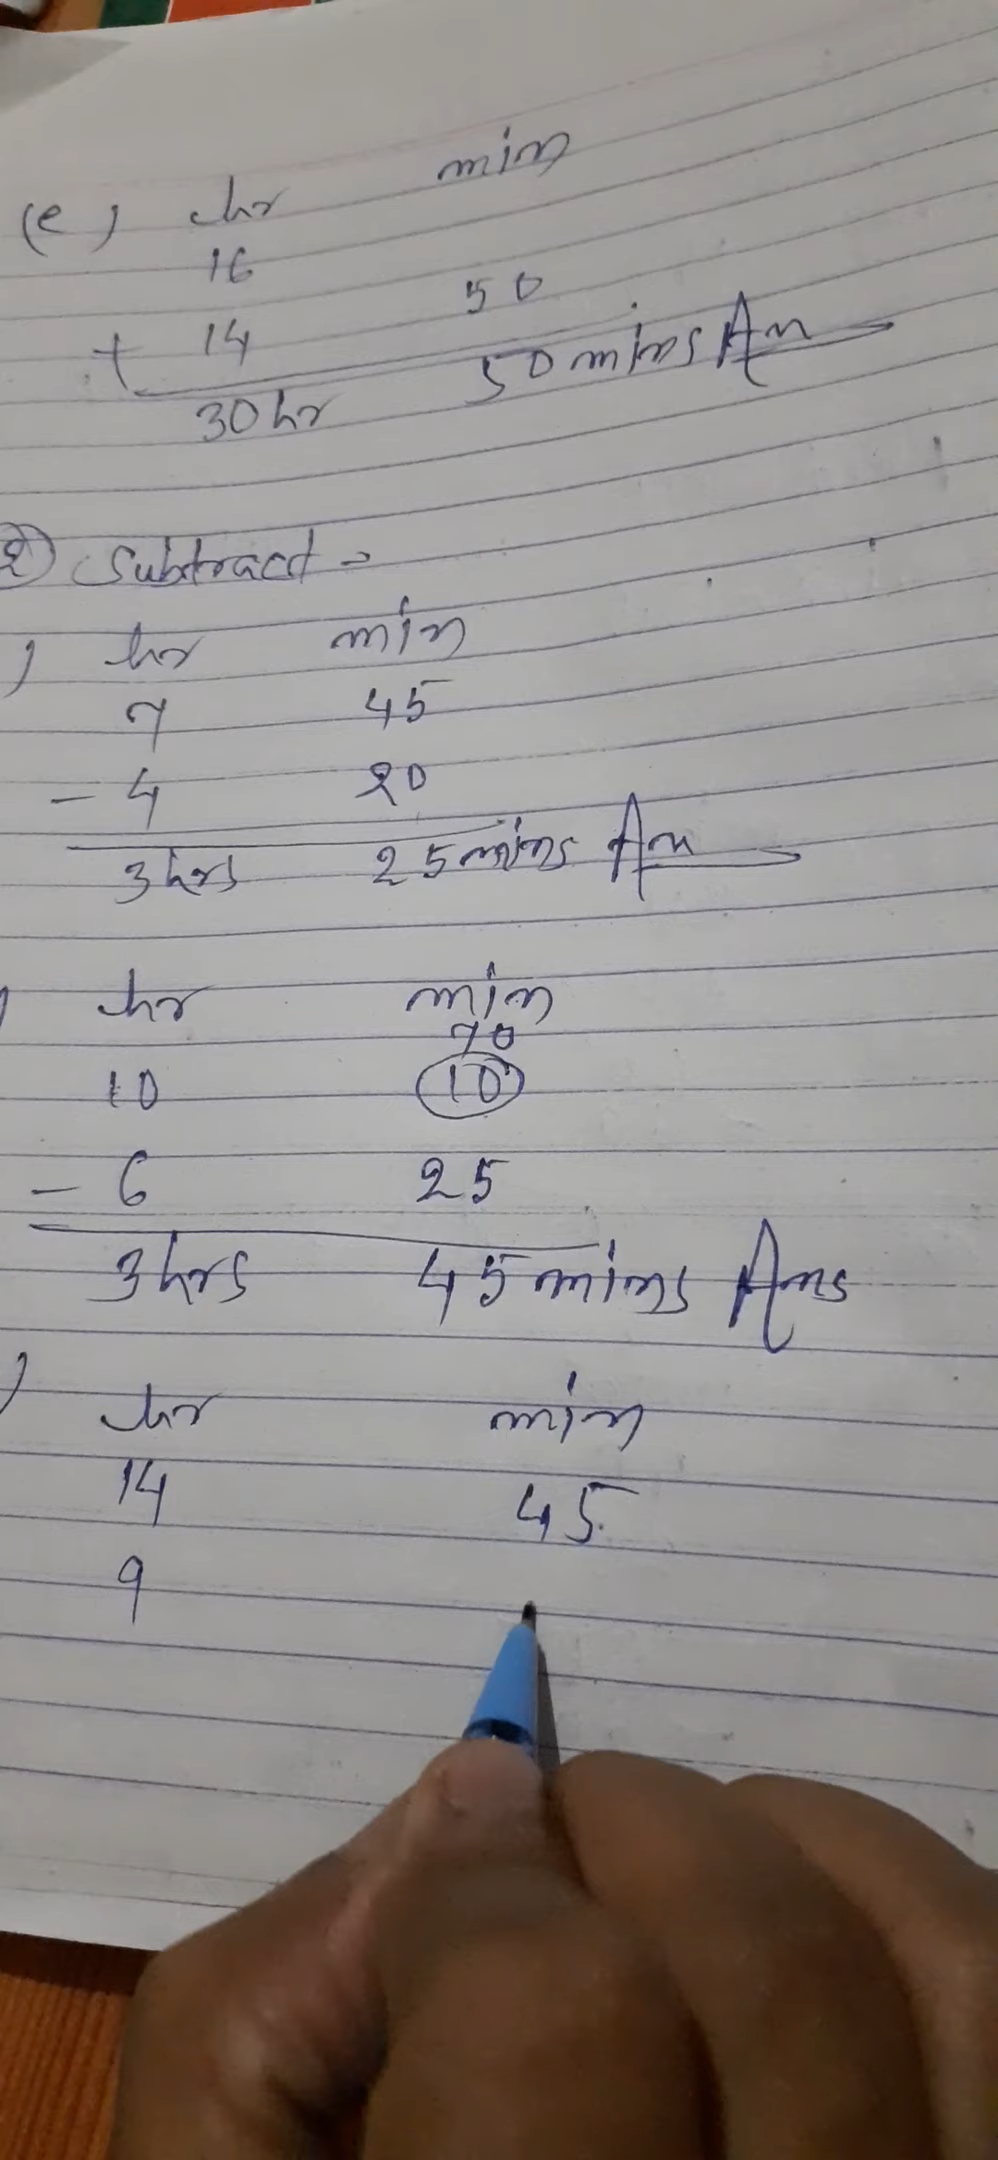 (e) hr min
16
+ 14 50
30 hr 50 mins An
2) Subtract -
) hr min
7 45
- 4 20
3 hrs 25 mins An
) hr min
70
10 10
- 6 25
3 hrs 45 mins Ans
) hr min
14 45
9